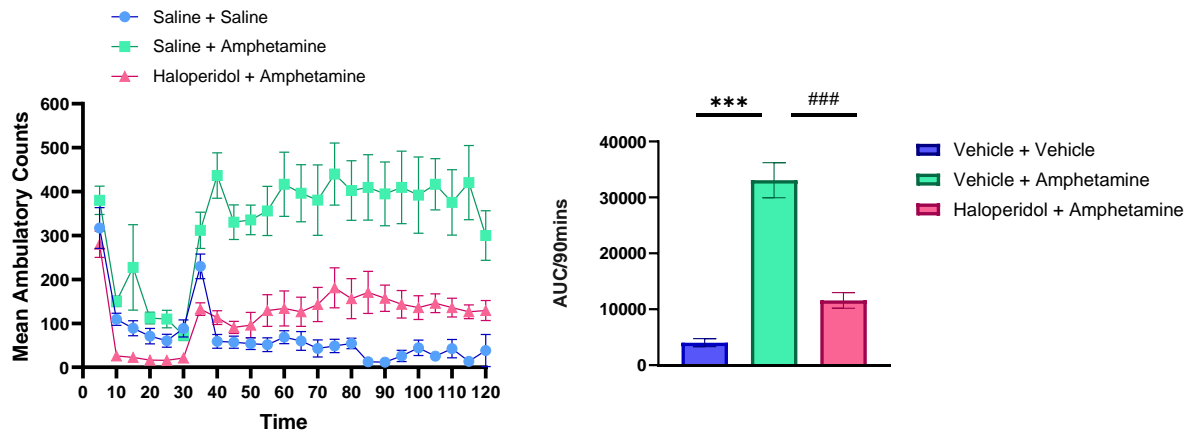 Saline + Saline
Saline + Amphetamine
Haloperidol + Amphetamine
Mean Ambulatory Counts
600
500
400
300
200
100
0
0 10 20 30 40 50 60 70 80 90 100 110 120
Time
*** ###
AUC/90mins
40000
30000
20000
10000
0
Vehicle + Vehicle
Vehicle + Amphetamine
Haloperidol + Amphetamine